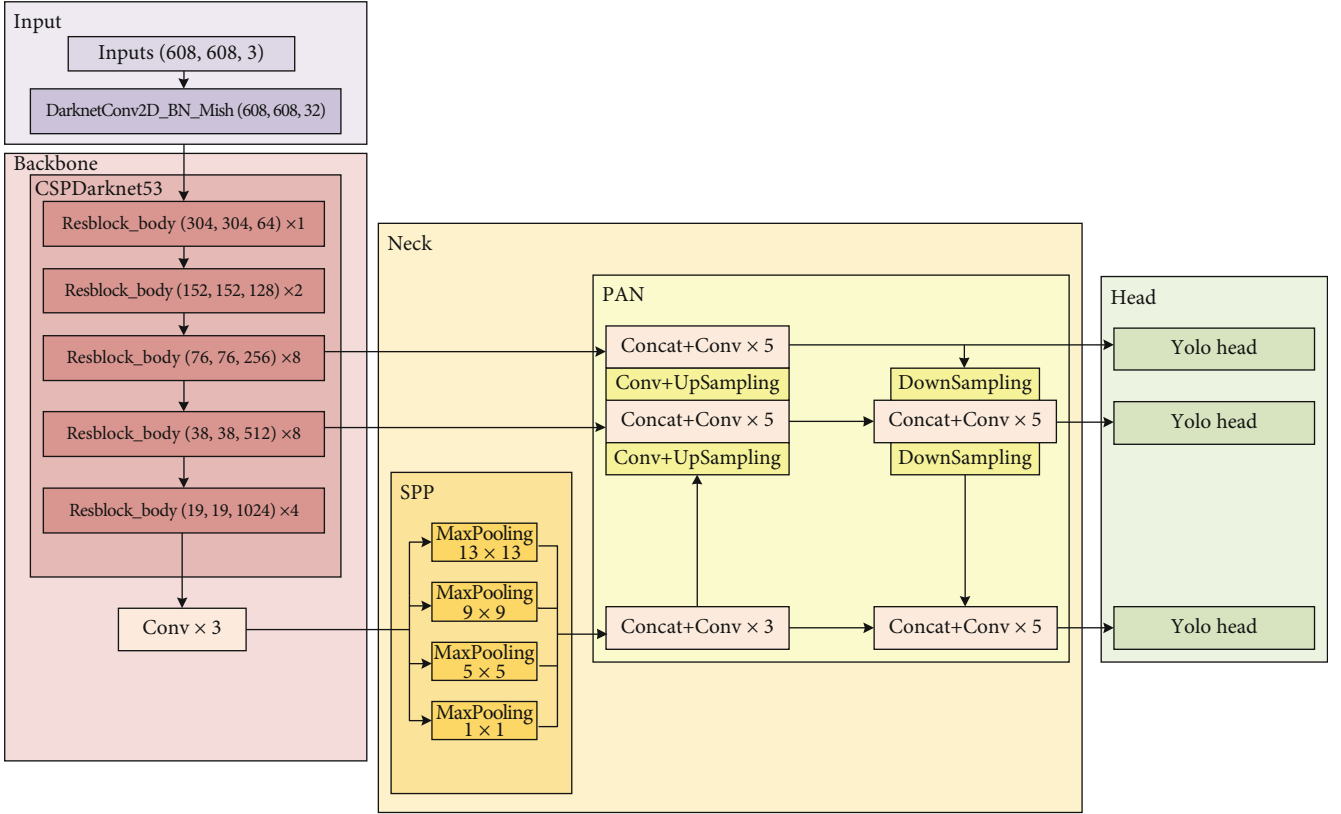 Input
Inputs (608, 608, 3)
DarknetConv2D_BN_Mish (608, 608, 32)
Backbone
CSPDarknet53
Resblock_body (304, 304, 64) ×1
Resblock_body (152, 152, 128) ×2
Resblock_body (76, 76, 256) ×8
Resblock_body (38, 38, 512) ×8
Resblock_body (19, 19, 1024) ×4
Conv × 3
Neck
SPP
MaxPooling
13 × 13
MaxPooling
9 × 9
MaxPooling
5 × 5
MaxPooling
1 × 1
PAN
Concat+Conv × 5
Conv+UpSampling
Concat+Conv × 5
Conv+UpSampling
Concat+Conv × 3
DownSampling
Concat+Conv × 5
DownSampling
Concat+Conv × 5
Head
Yolo head
Yolo head
Yolo head